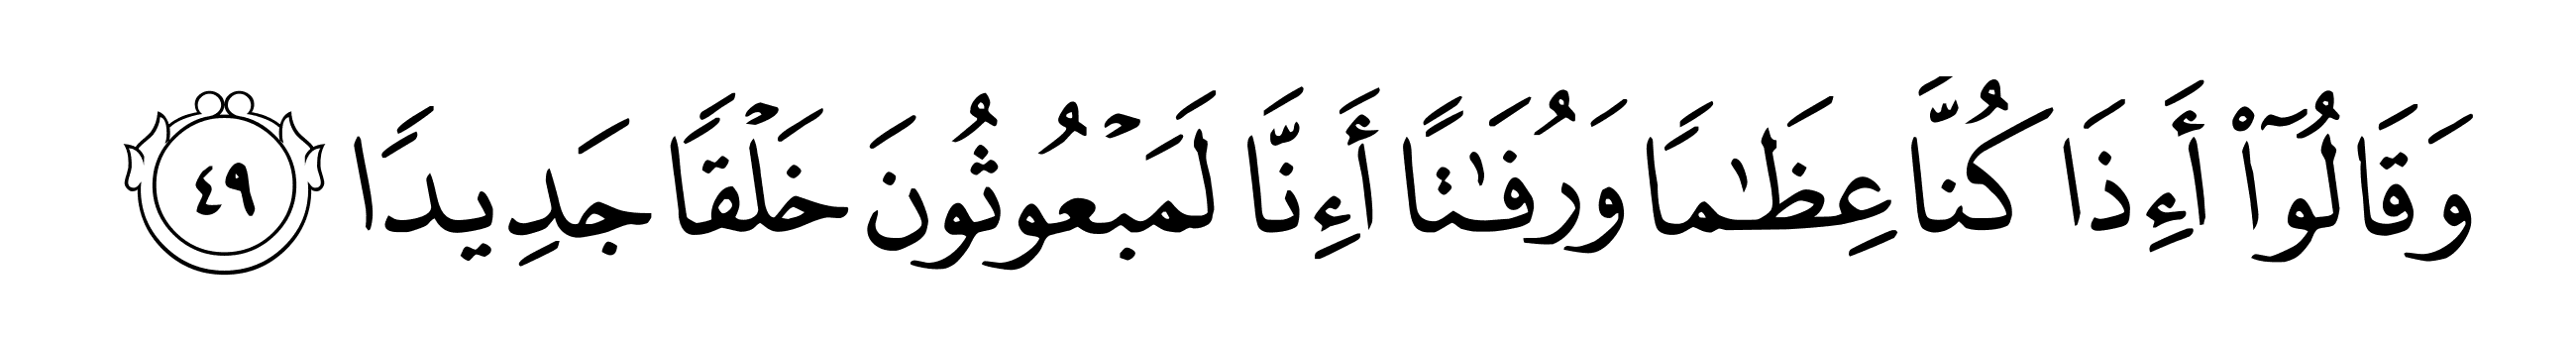 وَقَالُوٓا۟ أَءِذَا كُنَّا عِظَـٰمًا وَرُفَـٰتًا أَءِنَّا لَمَبْعُوثُونَ خَلْقًا جَدِيدًا ٤٩